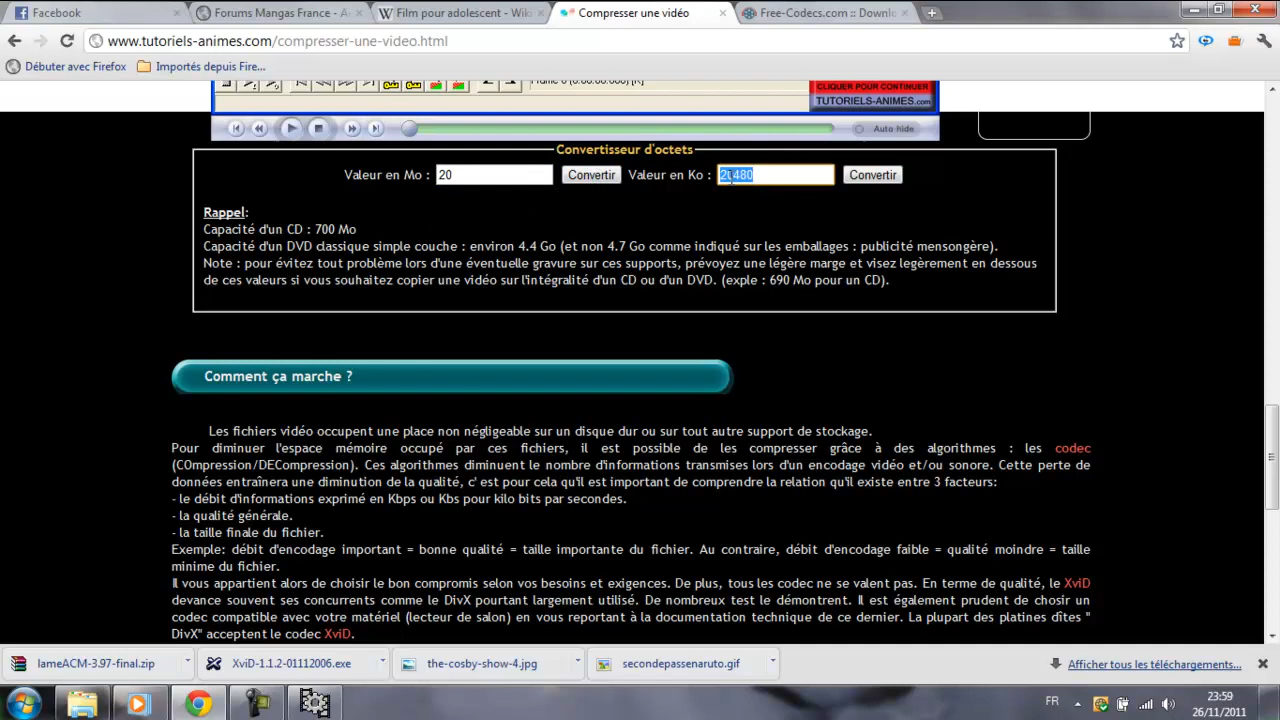 Facebook
Forums Mangas France - A
Film pour adolescent - Wiki
Compresser une vidéo
Free-Codecs.com :: Downlo
www.tutoriels-animes.com/compresser-une-video.html
Débuter avec Firefox
Importés depuis Fire...
CLIQUER POUR CONTINUER
TUTORIELS-ANIMES.com
Auto hide
Convertisseur d'octets
Valeur en Mo : 20 Convertir Valeur en Ko : 20480 Convertir
Rappel:
Capacité d'un CD : 700 Mo
Capacité d'un DVD classique simple couche : environ 4.4 Go (et non 4.7 Go comme indiqué sur les emballages : publicité mensongère).
Note : pour évitez tout problème lors d'une éventuelle gravure sur ces supports, prévoyez une légère marge et visez legèrement en dessous
de ces valeurs si vous souhaitez copier une vidéo sur l'intégralité d'un CD ou d'un DVD. (exple : 690 Mo pour un CD).
Comment ça marche ?
Les fichiers vidéo occupent une place non négligeable sur un disque dur ou sur tout autre support de stockage.
Pour diminuer l'espace mémoire occupé par ces fichiers, il est possible de les compresser grâce à des algorithmes : les codec
(COmpression/DECompression). Ces algorithmes diminuent le nombre d'informations transmises lors d'un encodage vidéo et/ou sonore. Cette perte de
données entraînera une diminution de la qualité, c' est pour cela qu'il est important de comprendre la relation qu'il existe entre 3 facteurs:
- le débit d'informations exprimé en Kbps ou Kbs pour kilo bits par secondes.
- la qualité générale.
- la taille finale du fichier.
Exemple: débit d'encodage important = bonne qualité = taille importante du fichier. Au contraire, débit d'encodage faible = qualité moindre = taille
minime du fichier.
Il vous appartient alors de choisir le bon compromis selon vos besoins et exigences. De plus, tous les codec ne se valent pas. En terme de qualité, le XviD
devance souvent ses concurrents comme le DivX pourtant largement utilisé. De nombreux test le démontrent. Il est également prudent de chosir un
codec compatible avec votre matériel (lecteur de salon) en vous reportant à la documentation technique de ce dernier. La plupart des platines dîtes "
DivX" acceptent le codec XviD.
lameACM-3.97-final.zip
XviD-1.1.2-01112006.exe
the-cosby-show-4.jpg
secondepassenaruto.gif
Afficher tous les téléchargements...
FR
23:59
26/11/2011